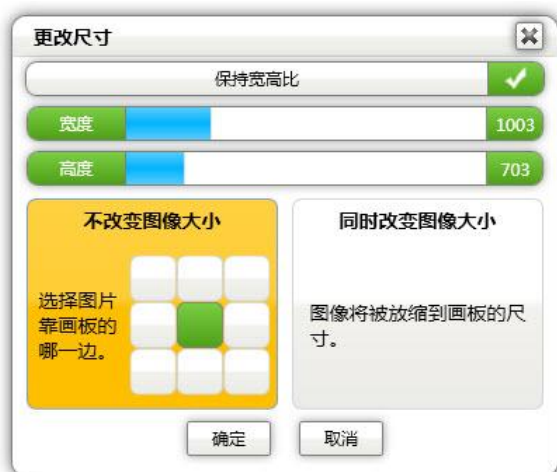 更改尺寸
保持宽高比
宽度 1003
高度 703
不改变图像大小
选择图片
靠画板的
哪一边。
同时改变图像大小
图像将被放缩到画板的尺
寸。
确定 取消